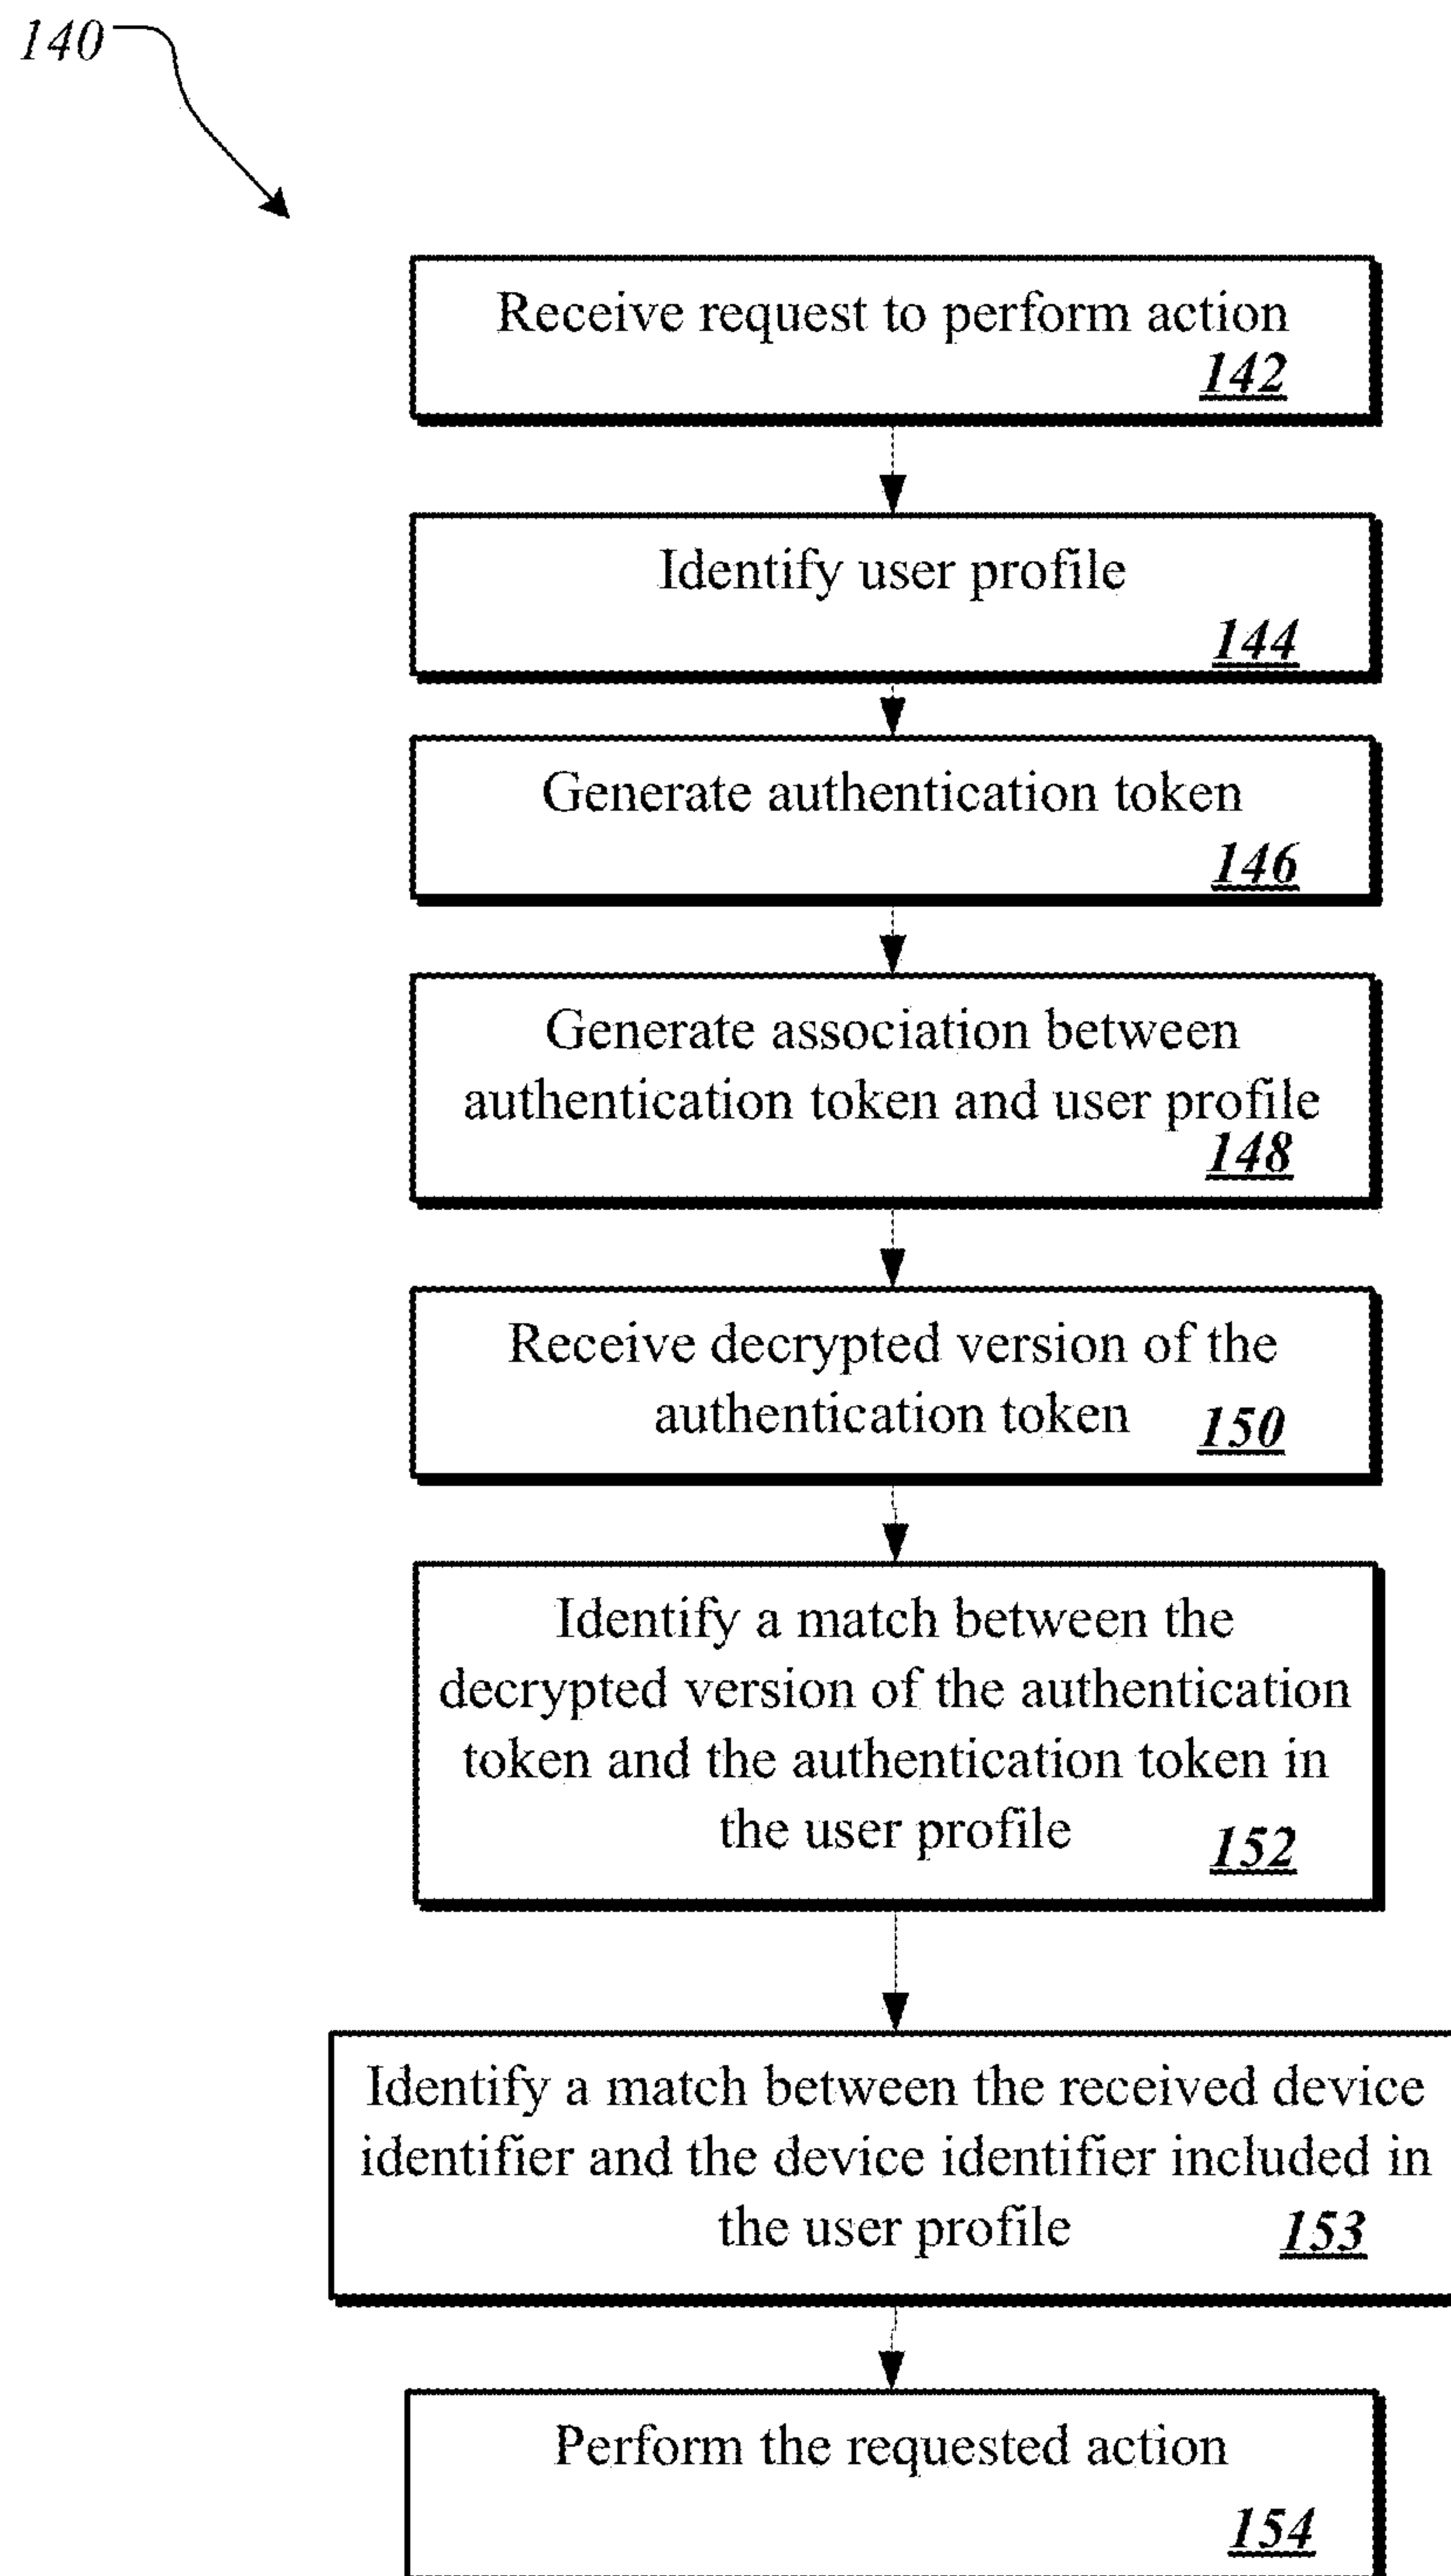 140
Receive request to perform action
142
Identify user profile
144
Generate authentication token
146
Generate association between
authentication token and user profile
148
Receive decrypted version of the
authentication token 150
Identify a match between the
decrypted version of the authentication
token and the authentication token in
the user profile 152
Identify a match between the received device
identifier and the device identifier included in
the user profile 153
Perform the requested action
154